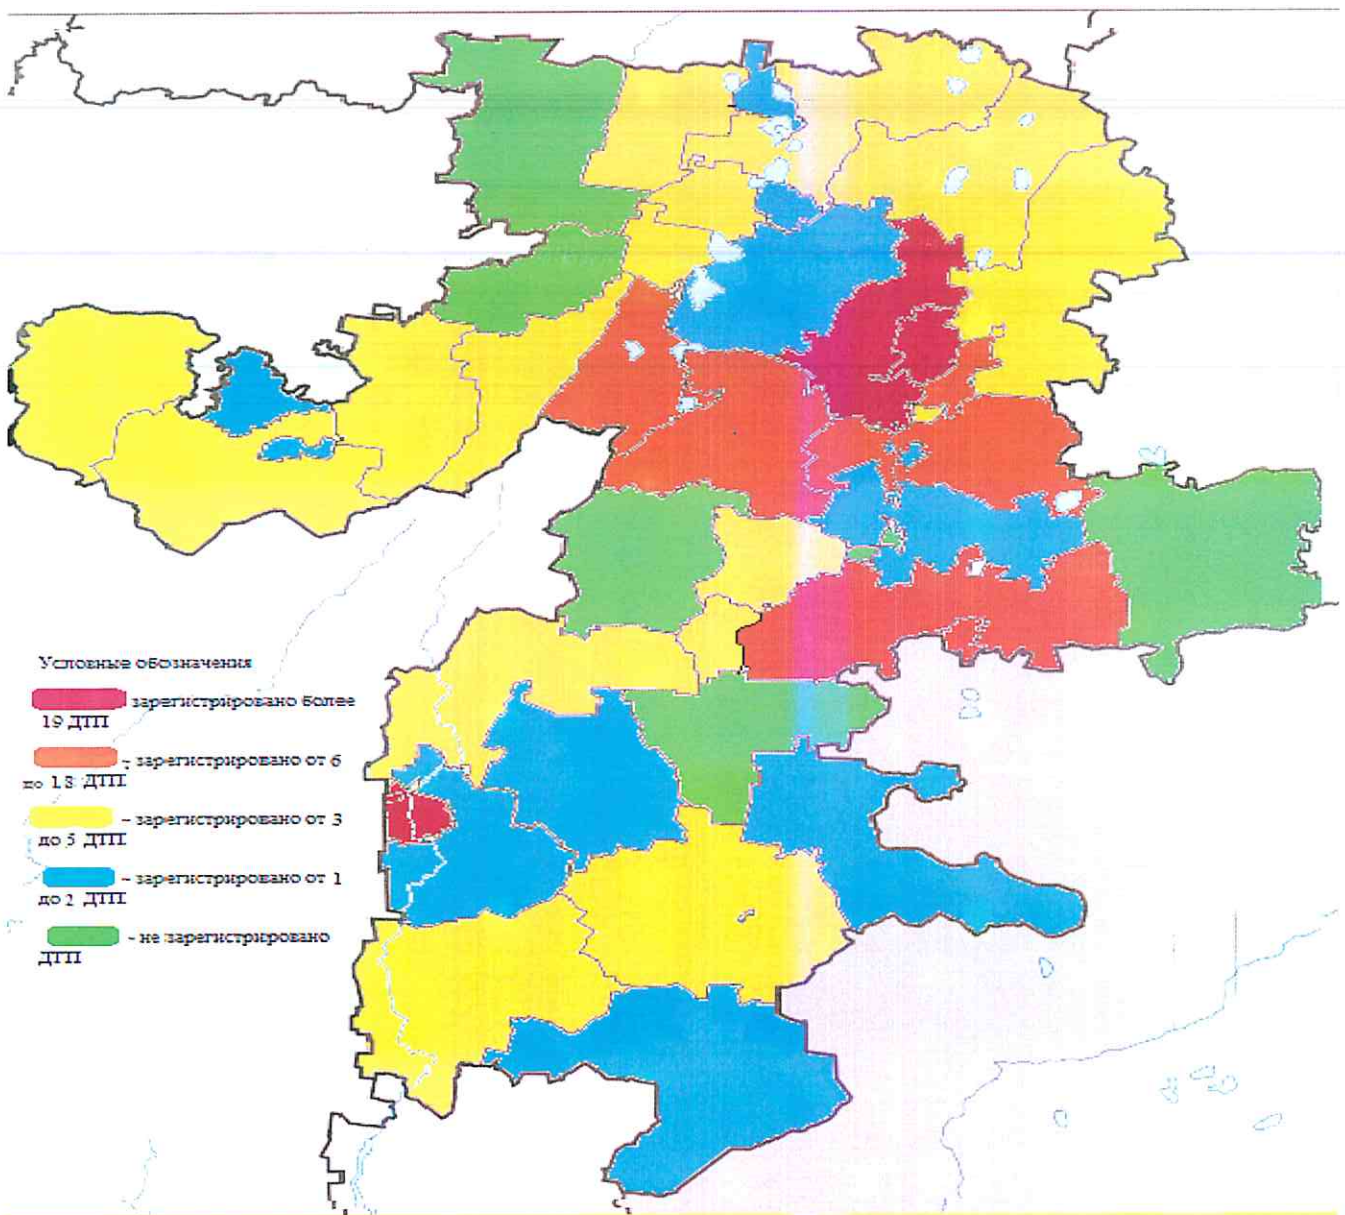 Условные обозначения
зарегистрировано более
19 ДТП
- зарегистрировано от 6
до 18 ДТП
- зарегистрировано от 3
до 5 ДТП
- зарегистрировано от 1
до 2 ДТП
- не зарегистрировано
ДТП